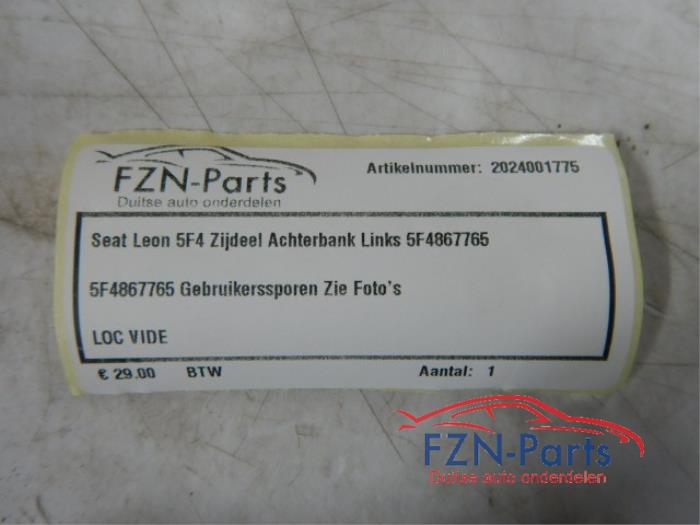 FZN-Parts
Duitse auto onderdelen
Artikelnummer: 2024001775
Seat Leon 5F4 Zijdeel Achterbank Links 5F4867765
5F4867765 Gebruikerssporen Zie Foto's
LOC VIDE
€ 29.00 BTW Aantal: 1
FZN-Parts
Duitse auto onderdelen